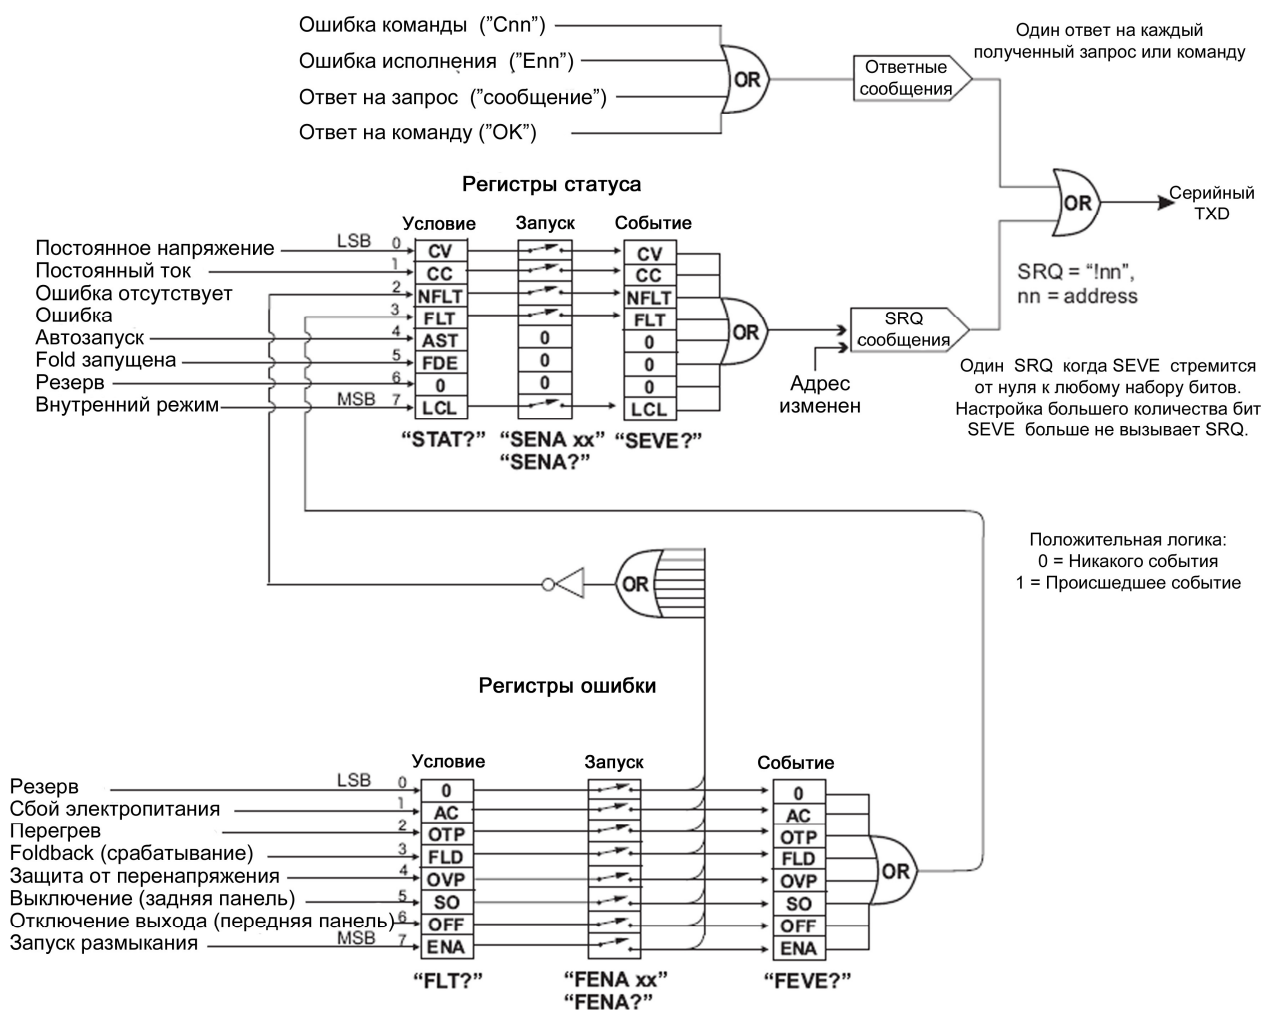 Ошибка команды ("Cnn")
Ошибка исполнения ("Enn")
Ответ на запрос ("сообщение")
Ответ на команду ("OK")
OR
Ответные
сообщения
Один ответ на каждый
полученный запрос или команду
OR
Серийный
TXD
SRQ = "!nn",
nn = address
Регистры статуса
Условие Запуск Событие
Постоянное напряжение LSB 0 CV CV
Постоянный ток 1 CC CC
Ошибка отсутствует 2 NFLT NFLT
Ошибка 3 FLT FLT
Автозапуск 4 AST 0 0
Fold запущена 5 FDE 0 0
Резерв 6 0 0 0
Внутренний режим MSB 7 LCL LCL
"STAT?" "SENA xx" "SEVE?"
"SENA?"
OR
SRQ
сообщения
Адрес
изменен
Один SRQ когда SEVE стремится
от нуля к любому набору битов.
Настройка большего количества бит
SEVE больше не вызывает SRQ.
OR
Положительная логика:
0 = Никакого события
1 = Происшедшее событие
Регистры ошибки
Условие Запуск Событие
Резерв LSB 0 0 0
Сбой электропитания 1 AC AC
Перегрев 2 OTP OTP
Foldback (срабатывание) 3 FLD FLD
Защита от перенапряжения 4 OVP OVP
Выключение (задняя панель) 5 SO SO
Отключение выхода (передняя панель) 6 OFF OFF
Запуск размыкания MSB 7 ENA ENA
OR
"FLT?" "FENA xx" "FEVE?"
"FENA?"